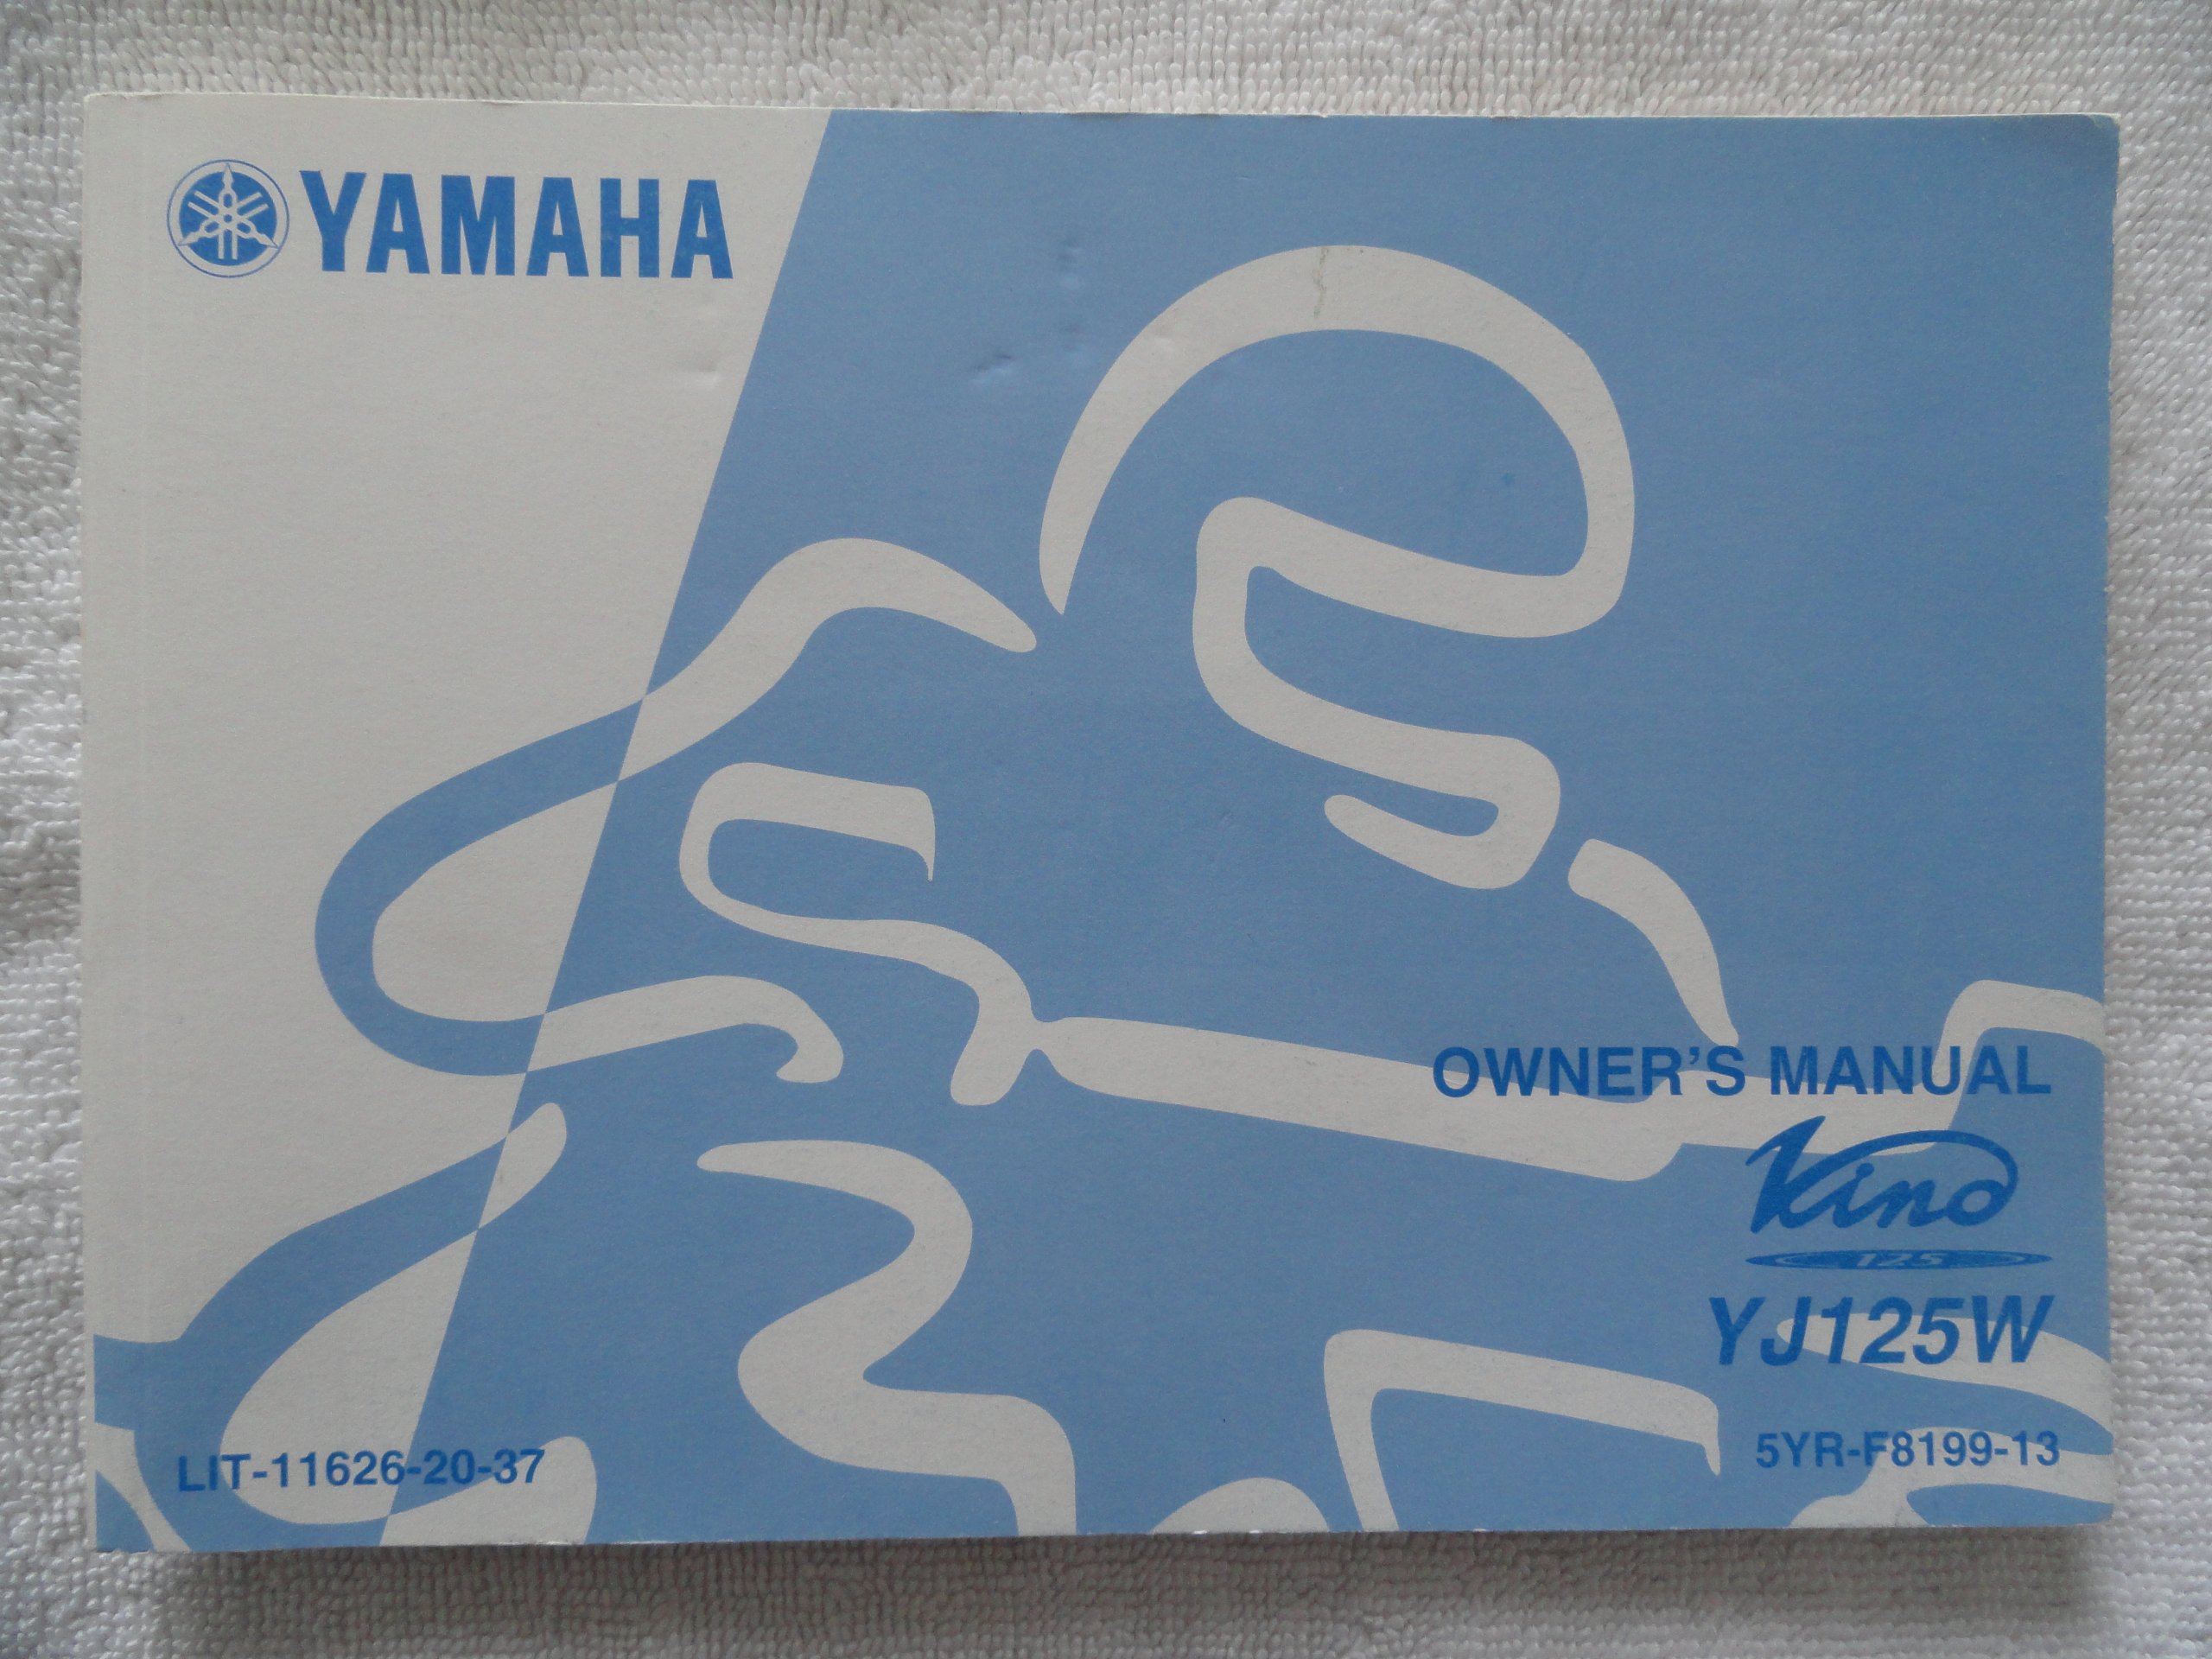 YAMAHA
OWNER'S MANUAL
Vino
125
YJ125W
LIT-11626-20-37
5YR-F8199-13